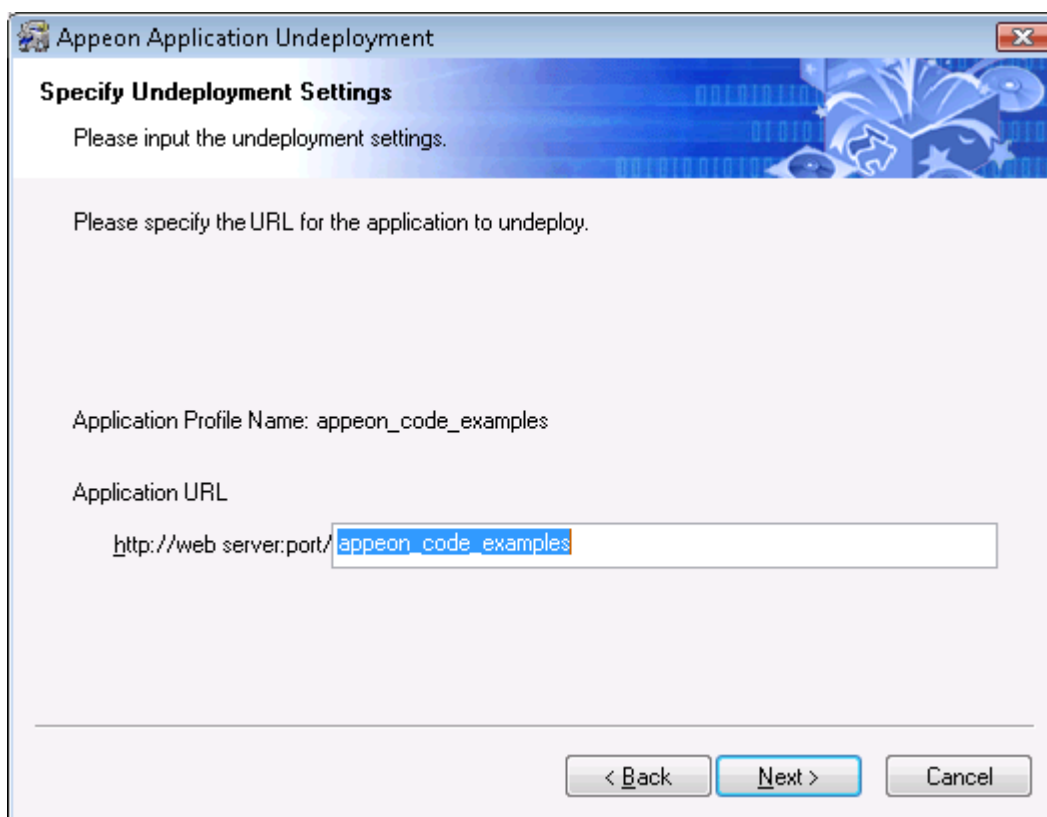 Appeon Application Undeployment
Specify Undeployment Settings
Please input the undeployment settings.
Please specify the URL for the application to undeploy.
Application Profile Name: appeon_code_examples
Application URL
http://web server:port/ appeon_code_examples
< Back Next > Cancel